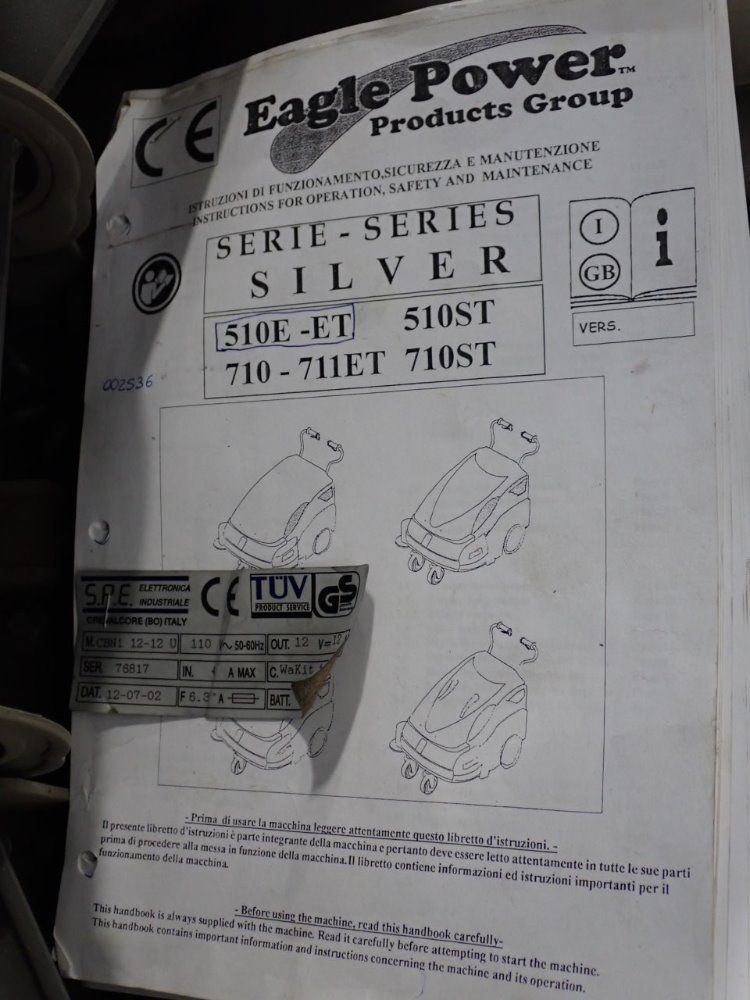 CE
Eagle Power™
Products Group
ISTRUZIONI DI FUNZIONAMENTO,SICUREZZA E MANUTENZIONE
INSTRUCTIONS FOR OPERATION, SAFETY AND MAINTENANCE
SERIE - SERIES
SILVER
510E -ET 510ST
710 - 711ET 710ST
I
GB
i
VERS.
002536
S.P.E. ELETTRONICA INDUSTRIALE
CREVALCORE (BO) ITALY
CE
TÜV
PRODUCT SERVICE
GS
M. CBN1 12-12 U 110 ~ 50-60Hz OUT. 12 V= 12
SER. 76817 IN. A MAX C. WaKit
DAT. 12-07-02 F 6.3 A BATT.
- Prima di usare la macchina leggere attentamente questo libretto d'istruzioni. -
Il presente libretto d'istruzioni è parte integrante della macchina e pertanto deve essere letto attentamente in tutte le sue parti
prima di procedere alla messa in funzione della macchina.Il libretto contiene informazioni ed istruzioni importanti per il
funzionamento della macchina.
- Before using the machine, read this handbook carefully-
This handbook is always supplied with the machine. Read it carefully before attempting to start the machine.
This handbook contains important information and instructions concerning the machine and its operation.